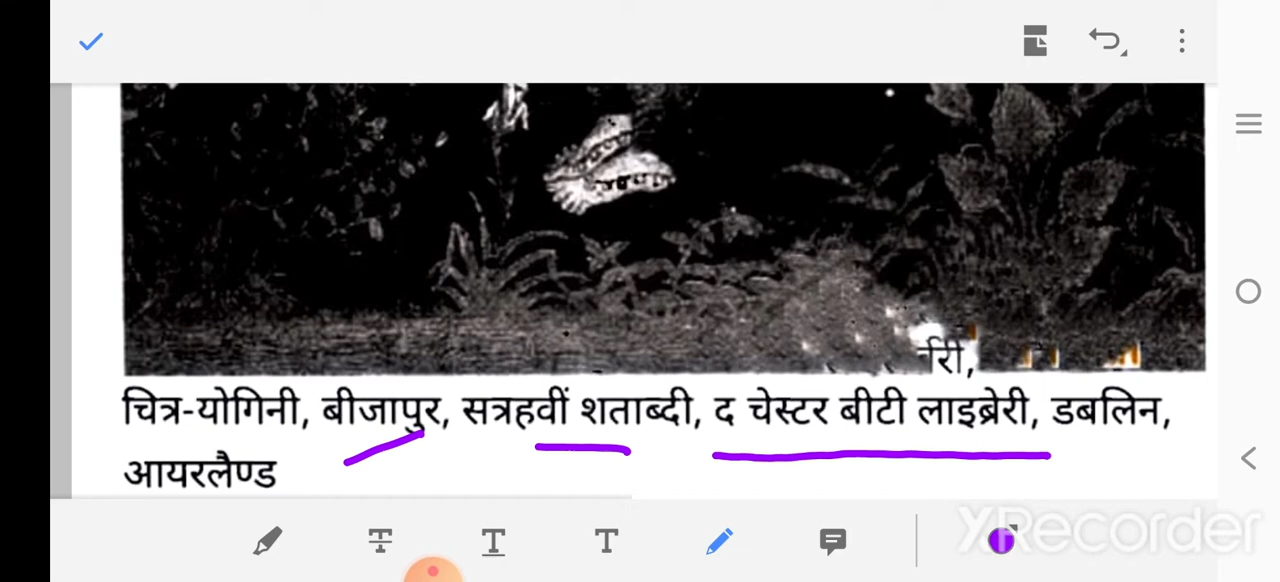 र्री,
चित्र-योगिनी, बीजापुर, सत्रहवीं शताब्दी, द चेस्टर बीटी लाइब्रेरी, डबलिन,
आयरलैण्ड
T T T
XRecorder